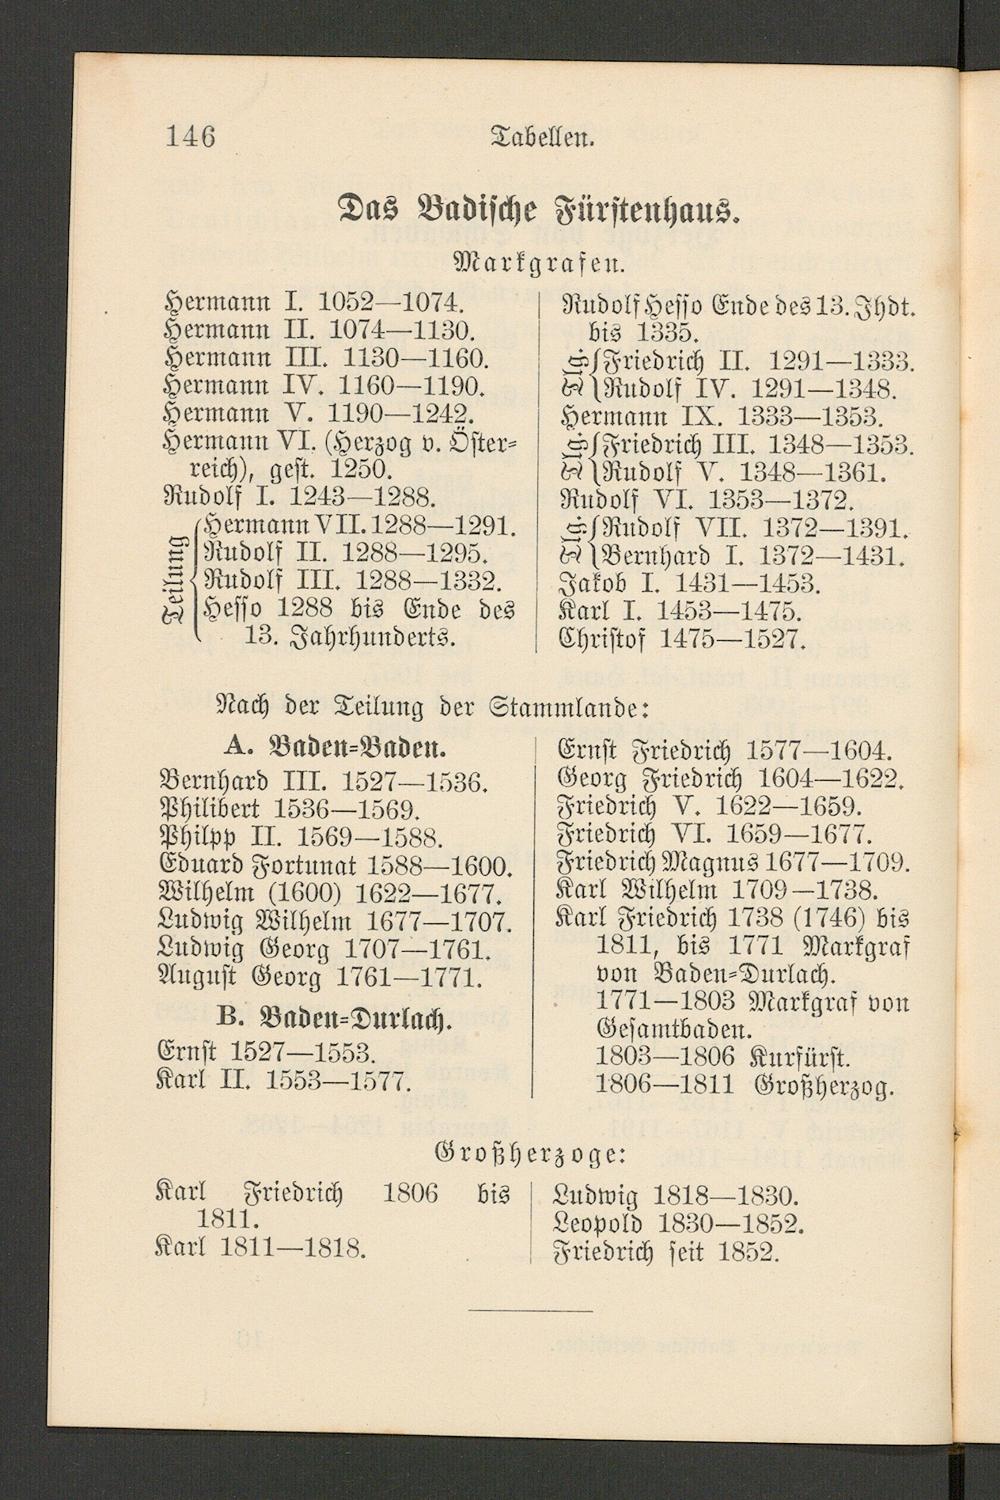 146
Tabellen.
Das Badische Fürstenhaus.
Markgrafen.
Hermann I. 1052—1074.
Hermann II. 1074—1130.
Hermann III. 1130—1160.
Hermann IV. 1160—1190.
Hermann V. 1190—1242.
Hermann VI. (Herzog v. Öster-
reich), gest. 1250.
Rudolf I. 1243—1288.
Teilung
Hermann VII. 1288—1291.
Rudolf II. 1288—1295.
Rudolf III. 1288—1332.
Hesso 1288 bis Ende des
13. Jahrhunderts.
Rudolf Hesso Ende des 13. Jhdt.
bis 1335.
Friedrich II. 1291—1333.
Rudolf IV. 1291—1348.
Hermann IX. 1333—1353.
Friedrich III. 1348—1353.
Rudolf V. 1348—1361.
Rudolf VI. 1353—1372.
Rudolf VII. 1372—1391.
Bernhard I. 1372—1431.
Jakob I. 1431—1453.
Karl I. 1453—1475.
Christof 1475—1527.
Nach der Teilung der Stammlande:
A. Baden-Baden.
Bernhard III. 1527—1536.
Philibert 1536—1569.
Philpp II. 1569—1588.
Eduard Fortunat 1588—1600.
Wilhelm (1600) 1622—1677.
Ludwig Wilhelm 1677—1707.
Ludwig Georg 1707—1761.
August Georg 1761—1771.
B. Baden-Durlach.
Ernst 1527—1553.
Karl II. 1553—1577.
Ernst Friedrich 1577—1604.
Georg Friedrich 1604—1622.
Friedrich V. 1622—1659.
Friedrich VI. 1659—1677.
Friedrich Magnus 1677—1709.
Karl Wilhelm 1709—1738.
Karl Friedrich 1738 (1746) bis
1811, bis 1771 Markgraf
von Baden-Durlach.
1771—1803 Markgraf von
Gesamtbaden.
1803—1806 Kurfürst.
1806—1811 Großherzog.
Großherzoge:
Karl Friedrich 1806 bis
1811.
Karl 1811—1818.
Ludwig 1818—1830.
Leopold 1830—1852.
Friedrich seit 1852.